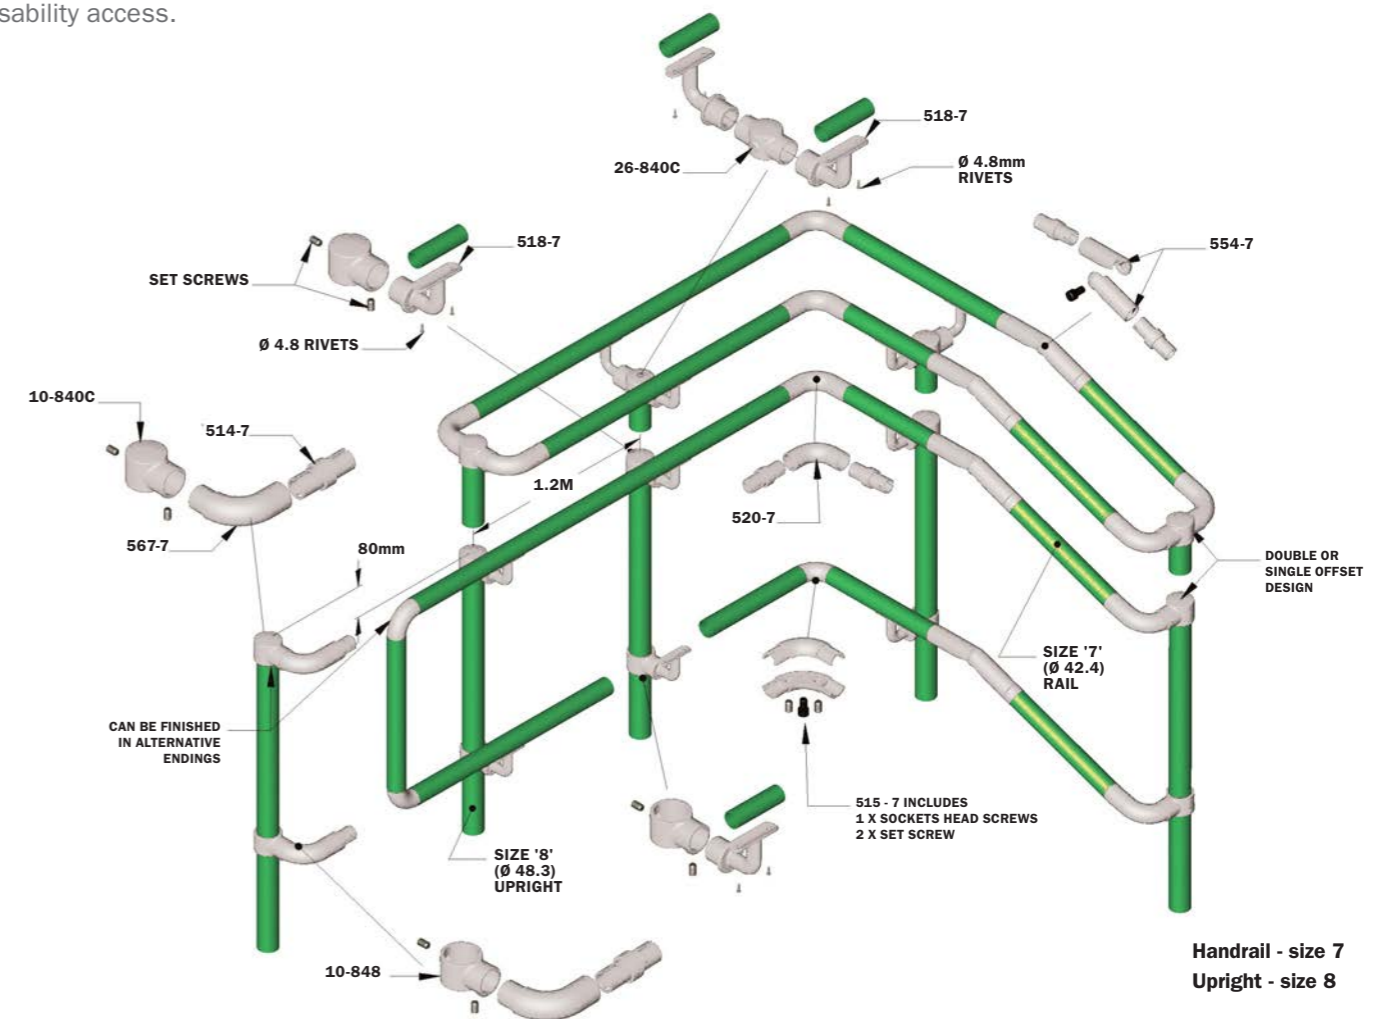 sability access.
518-7
26-840C
Ø 4.8mm
RIVETS
554-7
518-7
SET SCREWS
Ø 4.8 RIVETS
10-840C
514-7
1.2M
567-7
520-7
80mm
DOUBLE OR
SINGLE OFFSET
DESIGN
SIZE '7'
(Ø 42.4)
RAIL
CAN BE FINISHED
IN ALTERNATIVE
ENDINGS
515 - 7 INCLUDES
1 X SOCKETS HEAD SCREWS
2 X SET SCREW
SIZE '8'
(Ø 48.3)
UPRIGHT
10-848
Handrail - size 7
Upright - size 8